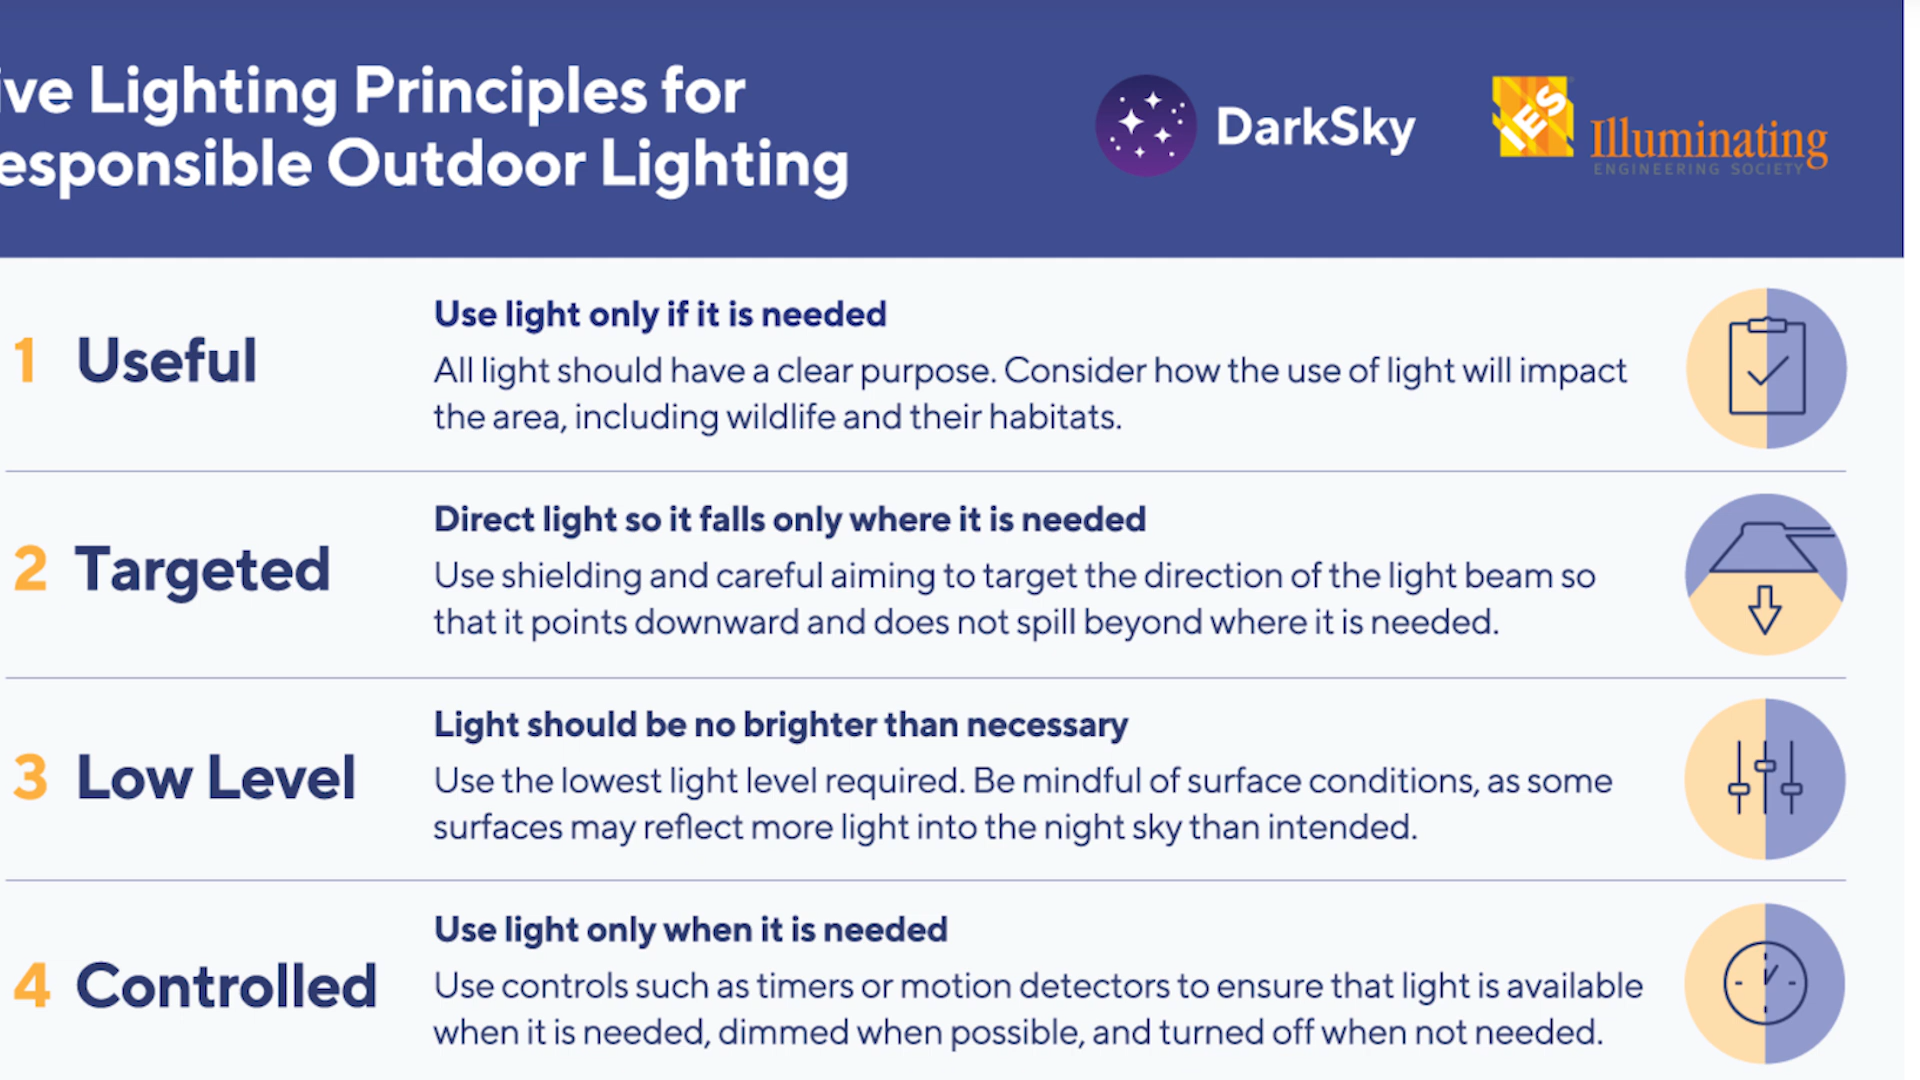 ive Lighting Principles for
esponsible Outdoor Lighting
DarkSky
IES
Illuminating
ENGINEERING SOCIETY
1 Useful
Use light only if it is needed
All light should have a clear purpose. Consider how the use of light will impact
the area, including wildlife and their habitats.
2 Targeted
Direct light so it falls only where it is needed
Use shielding and careful aiming to target the direction of the light beam so
that it points downward and does not spill beyond where it is needed.
3 Low Level
Light should be no brighter than necessary
Use the lowest light level required. Be mindful of surface conditions, as some
surfaces may reflect more light into the night sky than intended.
4 Controlled
Use light only when it is needed
Use controls such as timers or motion detectors to ensure that light is available
when it is needed, dimmed when possible, and turned off when not needed.